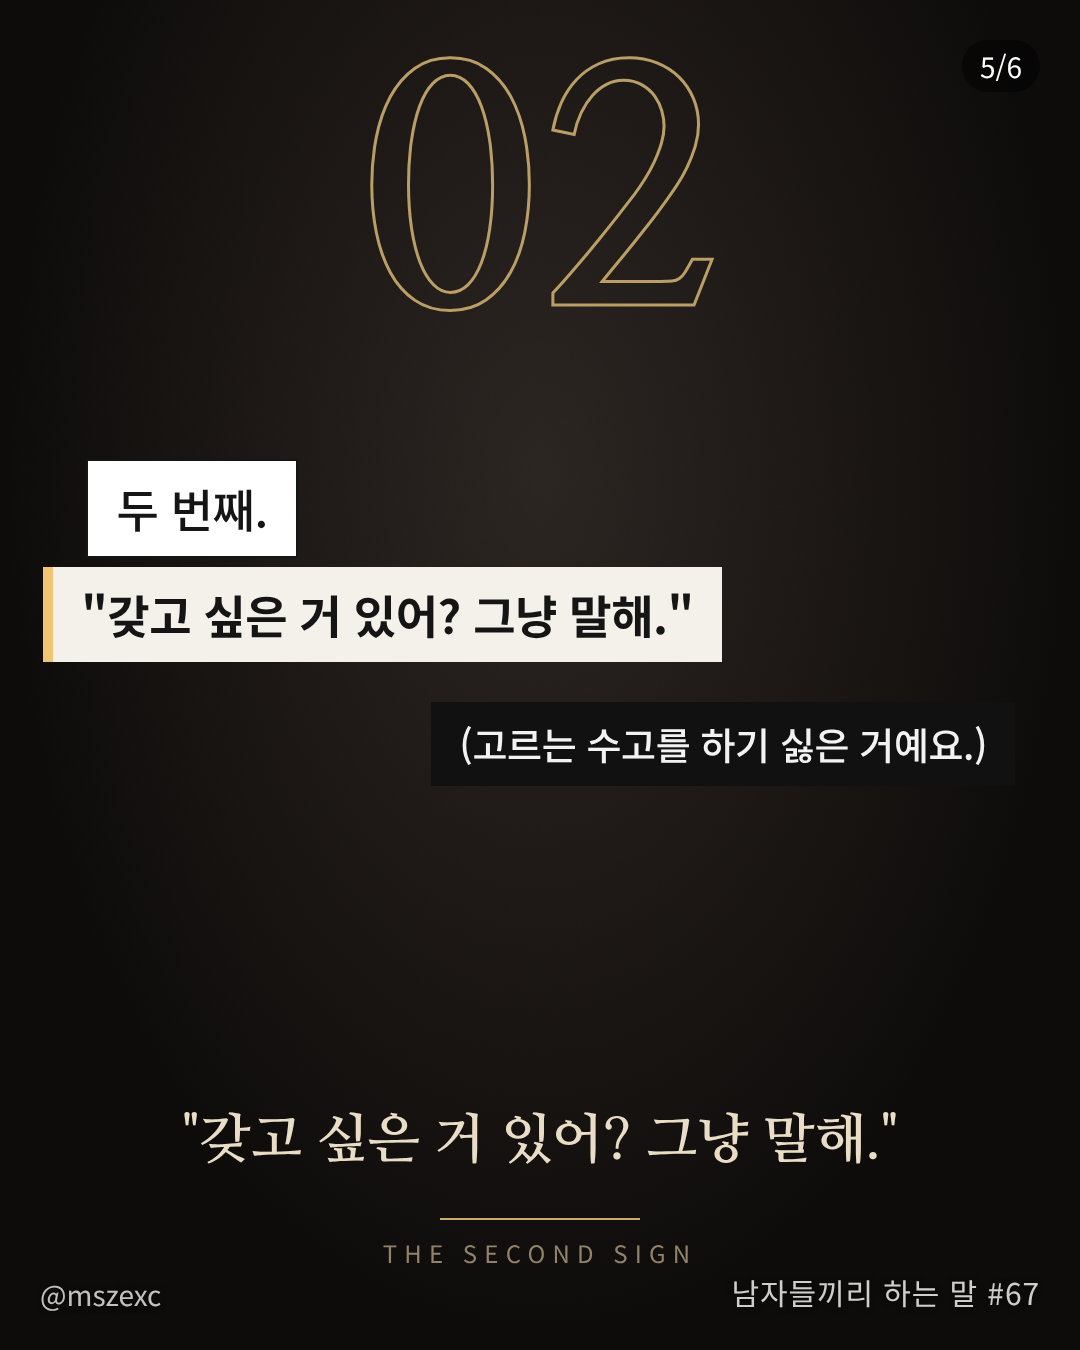 5/6
02
두 번째.
"갖고 싶은 거 있어? 그냥 말해."
(고르는 수고를 하기 싫은 거예요.)
"갖고 싶은 거 있어? 그냥 말해."
THE SECOND SIGN
@mszexc
남자들끼리 하는 말 #67